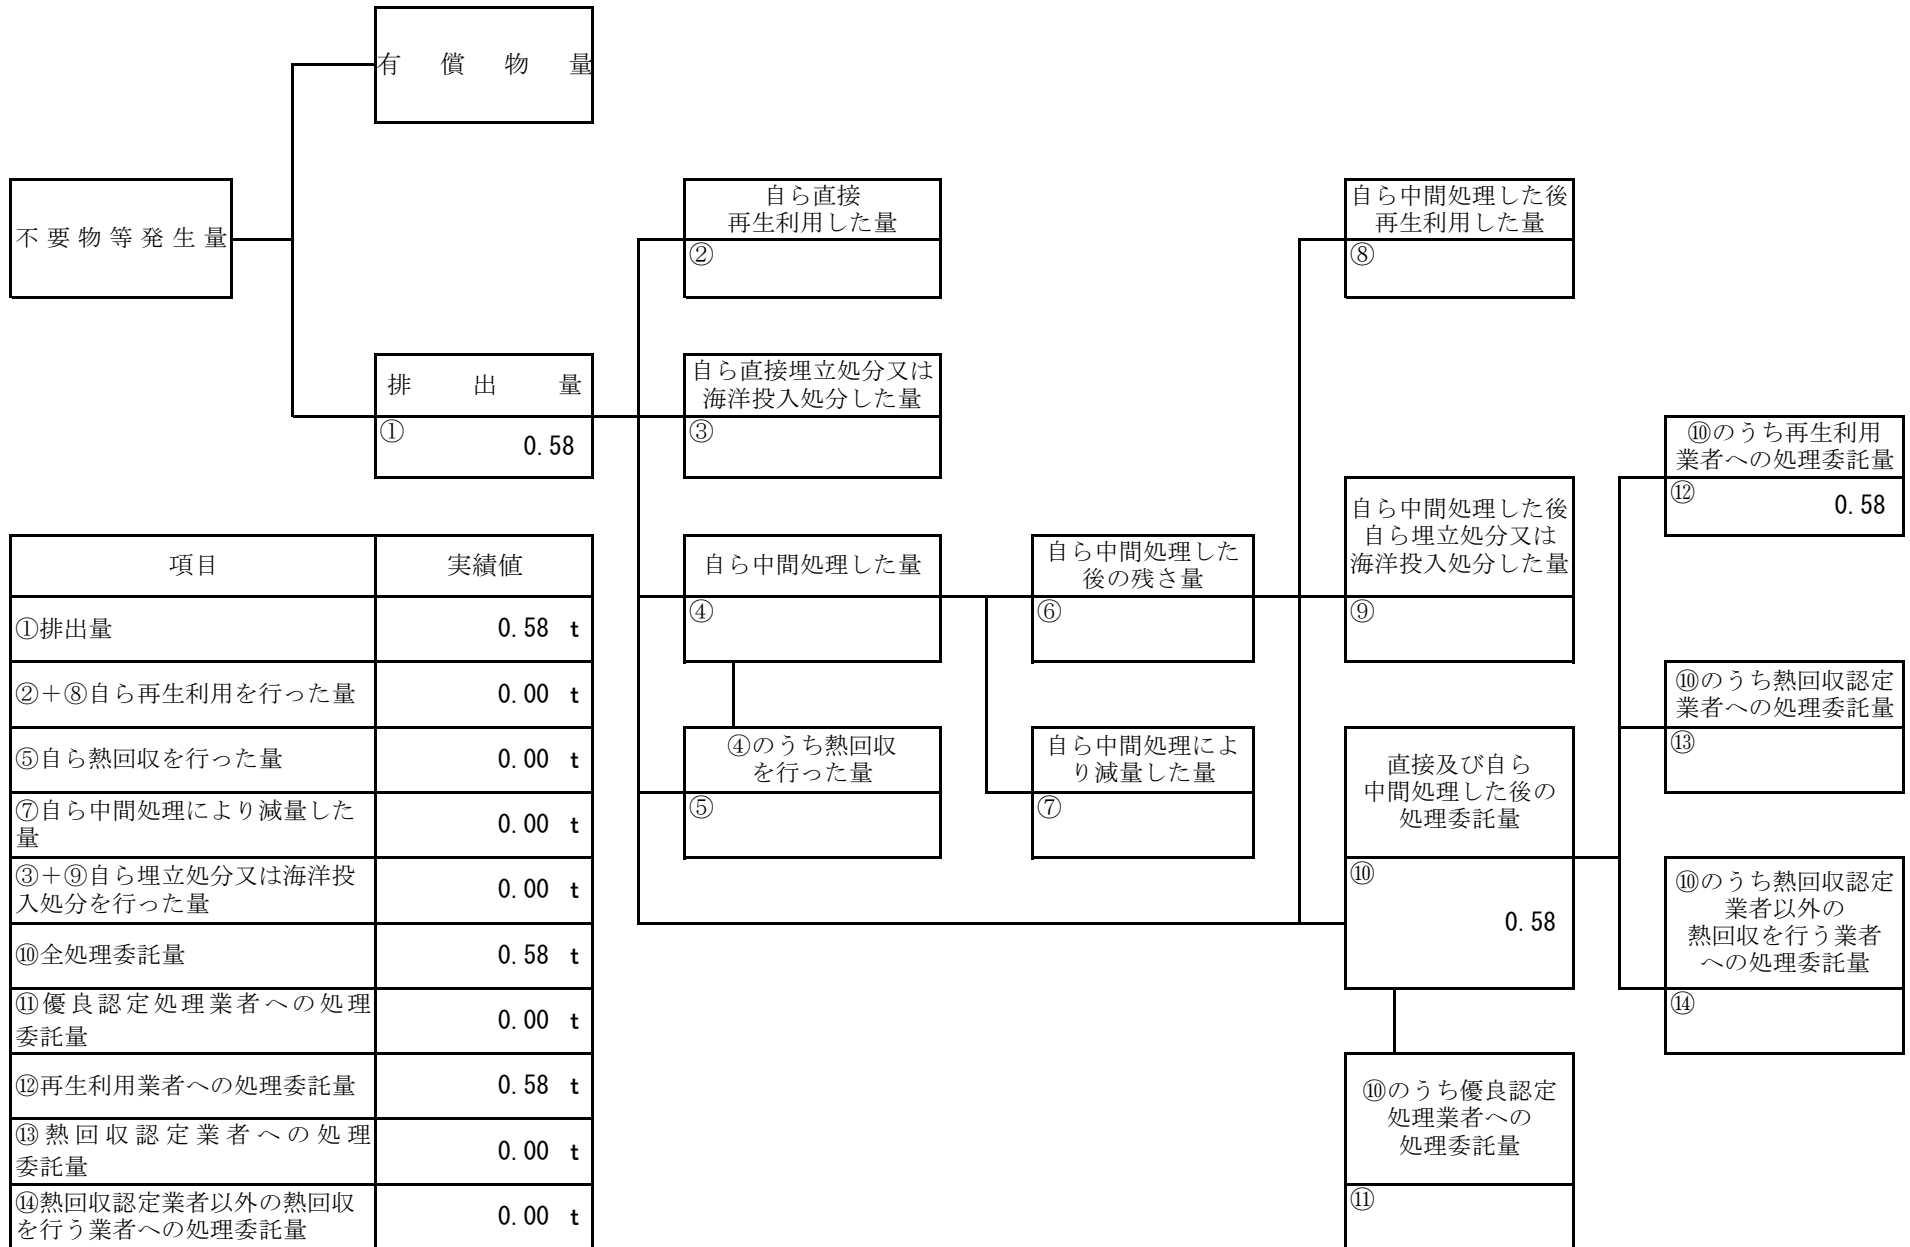 有償物量
不要物等発生量
自ら直接
再生利用した量
②
自ら中間処理した後
再生利用した量
⑧
排出量
①
0.58
自ら直接埋立処分又は
海洋投入処分した量
③
⑩のうち再生利用
業者への処理委託量
⑫
0.58
自ら中間処理した量
④
自ら中間処理した
後の残さ量
⑥
自ら中間処理した後
自ら埋立処分又は
海洋投入処分した量
⑨
⑩のうち熱回収認定
業者への処理委託量
⑬
④のうち熱回収
を行った量
⑤
自ら中間処理によ
り減量した量
⑦
直接及び自ら
中間処理した後の
処理委託量
⑩
0.58
⑩のうち熱回収認定
業者以外の
熱回収を行う業者
への処理委託量
⑭
⑩のうち優良認定
処理業者への
処理委託量
⑪
項目 実績値
①排出量 0.58 t
②＋⑧自ら再生利用を行った量 0.00 t
⑤自ら熱回収を行った量 0.00 t
⑦自ら中間処理により減量した
量 0.00 t
③＋⑨自ら埋立処分又は海洋投
入処分を行った量 0.00 t
⑩全処理委託量 0.58 t
⑪優良認定処理業者への処理
委託量 0.00 t
⑫再生利用業者への処理委託量 0.58 t
⑬熱回収認定業者への処理
委託量 0.00 t
⑭熱回収認定業者以外の熱回収
を行う業者への処理委託量 0.00 t